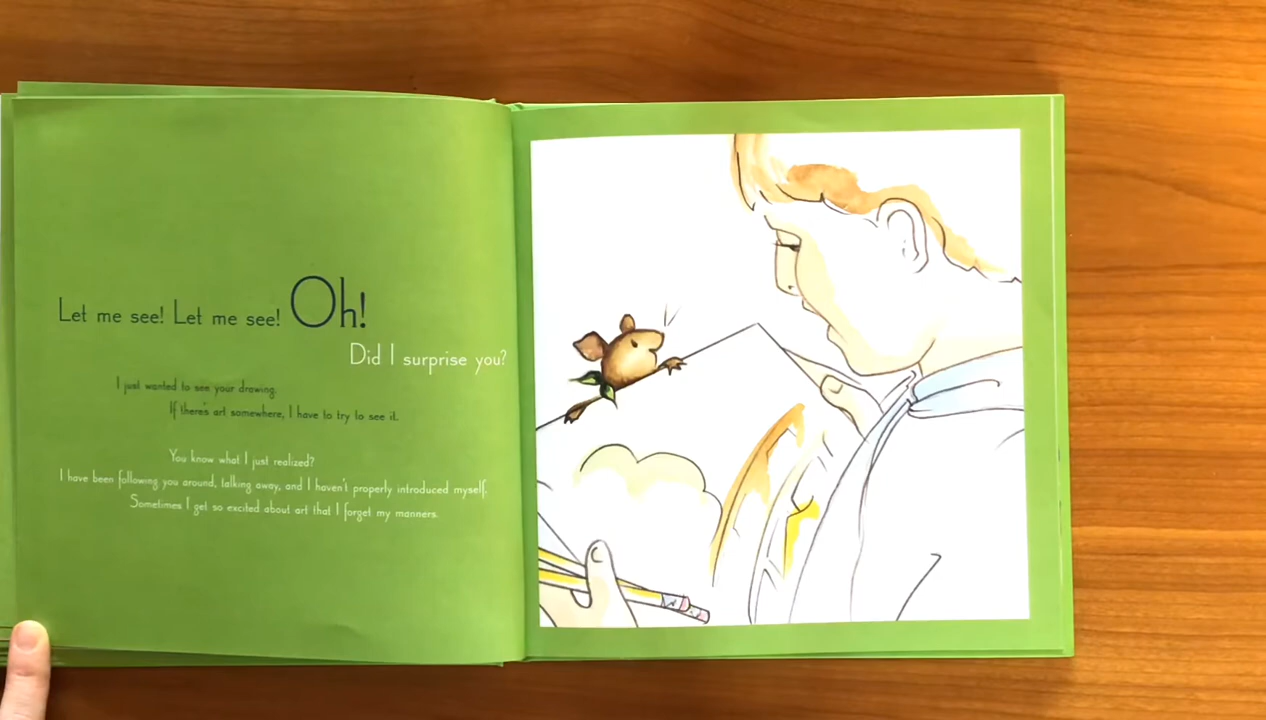 Let me see! Let me see! Oh!
Did I surprise you?
I just wanted to see your drawing.
If there's art somewhere, I have to try to see it.
You know what I just realized?
I have been following you around, talking away, and I haven't properly introduced myself.
Sometimes I get so excited about art that I forget my manners.